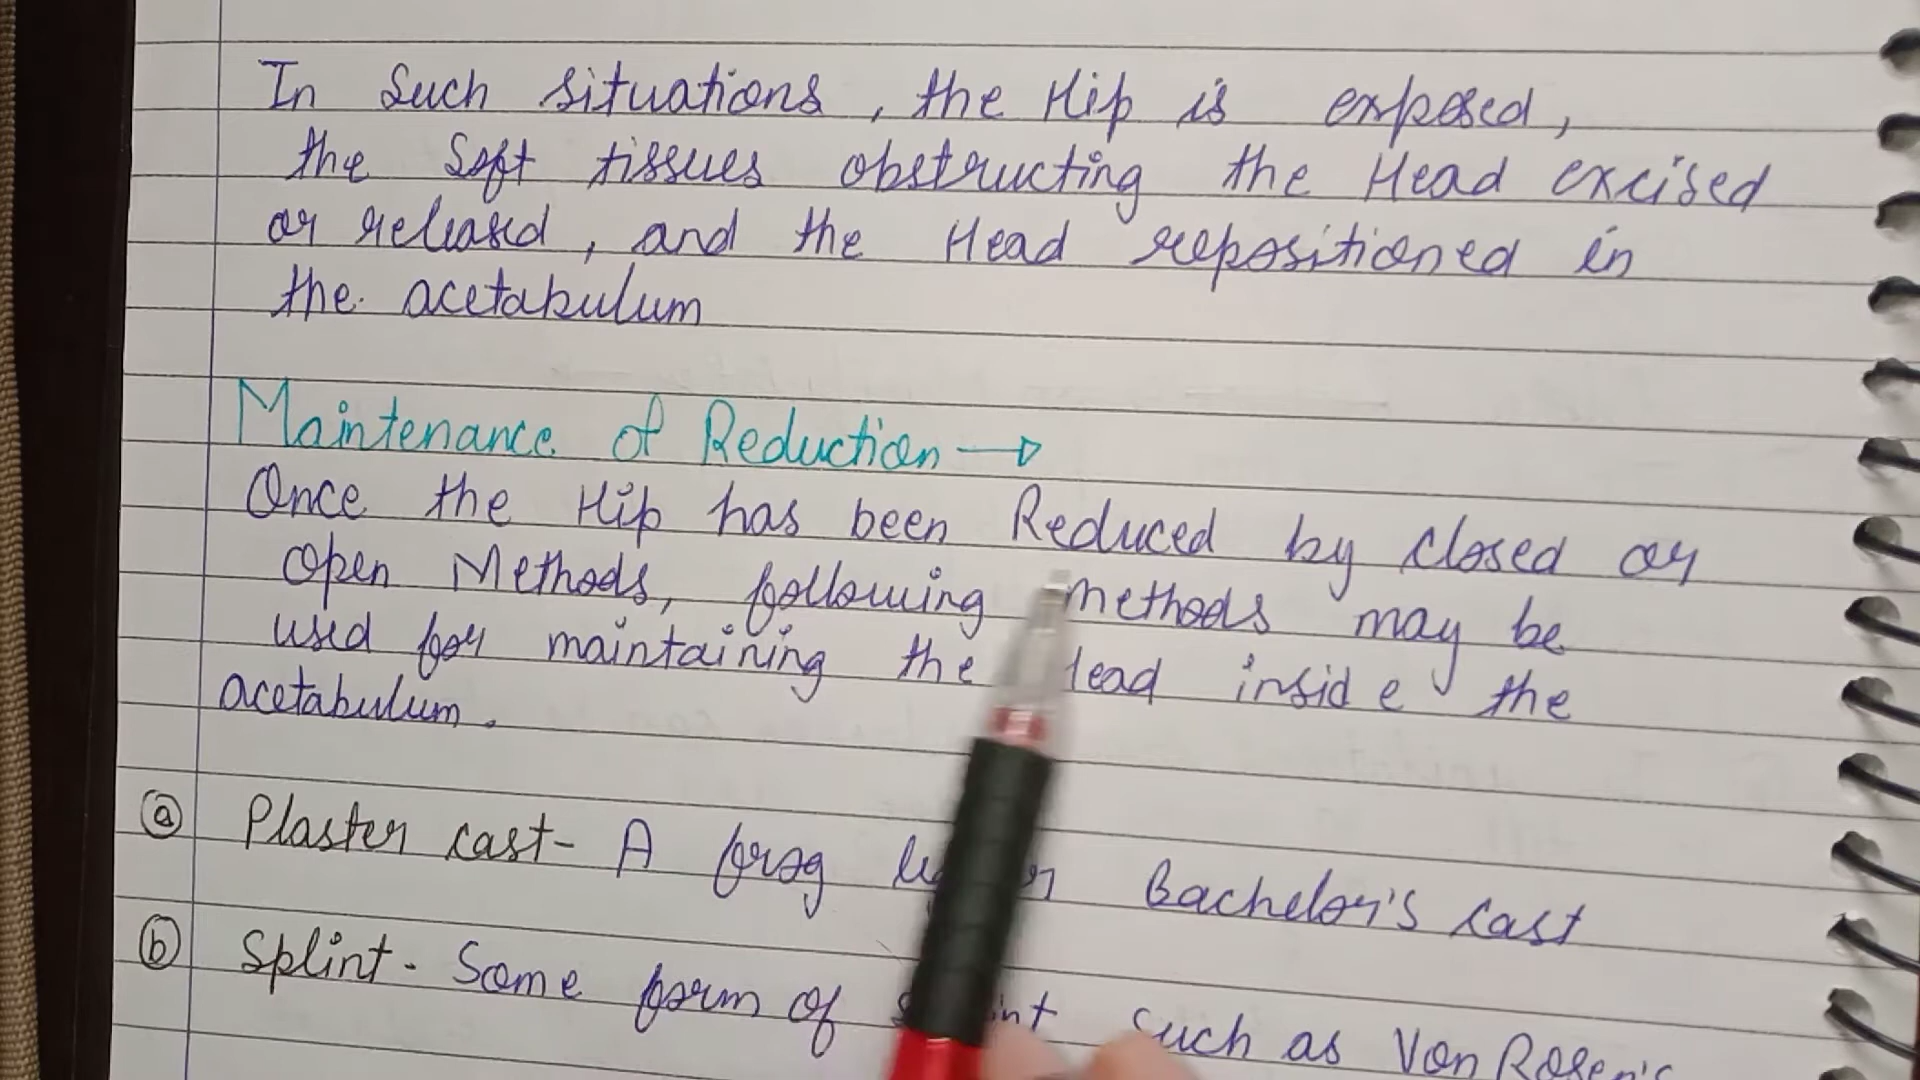 In Such situations, the Hip is exposed,
the Soft tissues obstructing the Head excised
or released, and the Head repositioned in
the acetabulum
Maintenance of Reduction →
Once the Hip has been Reduced by closed or
open Methods, following methods may be
used for maintaining the Head inside the
acetabulum.
(a) Plaster cast - A frog or Bachelor's cast
(b) Splint - Some form of such as Von Rosen's